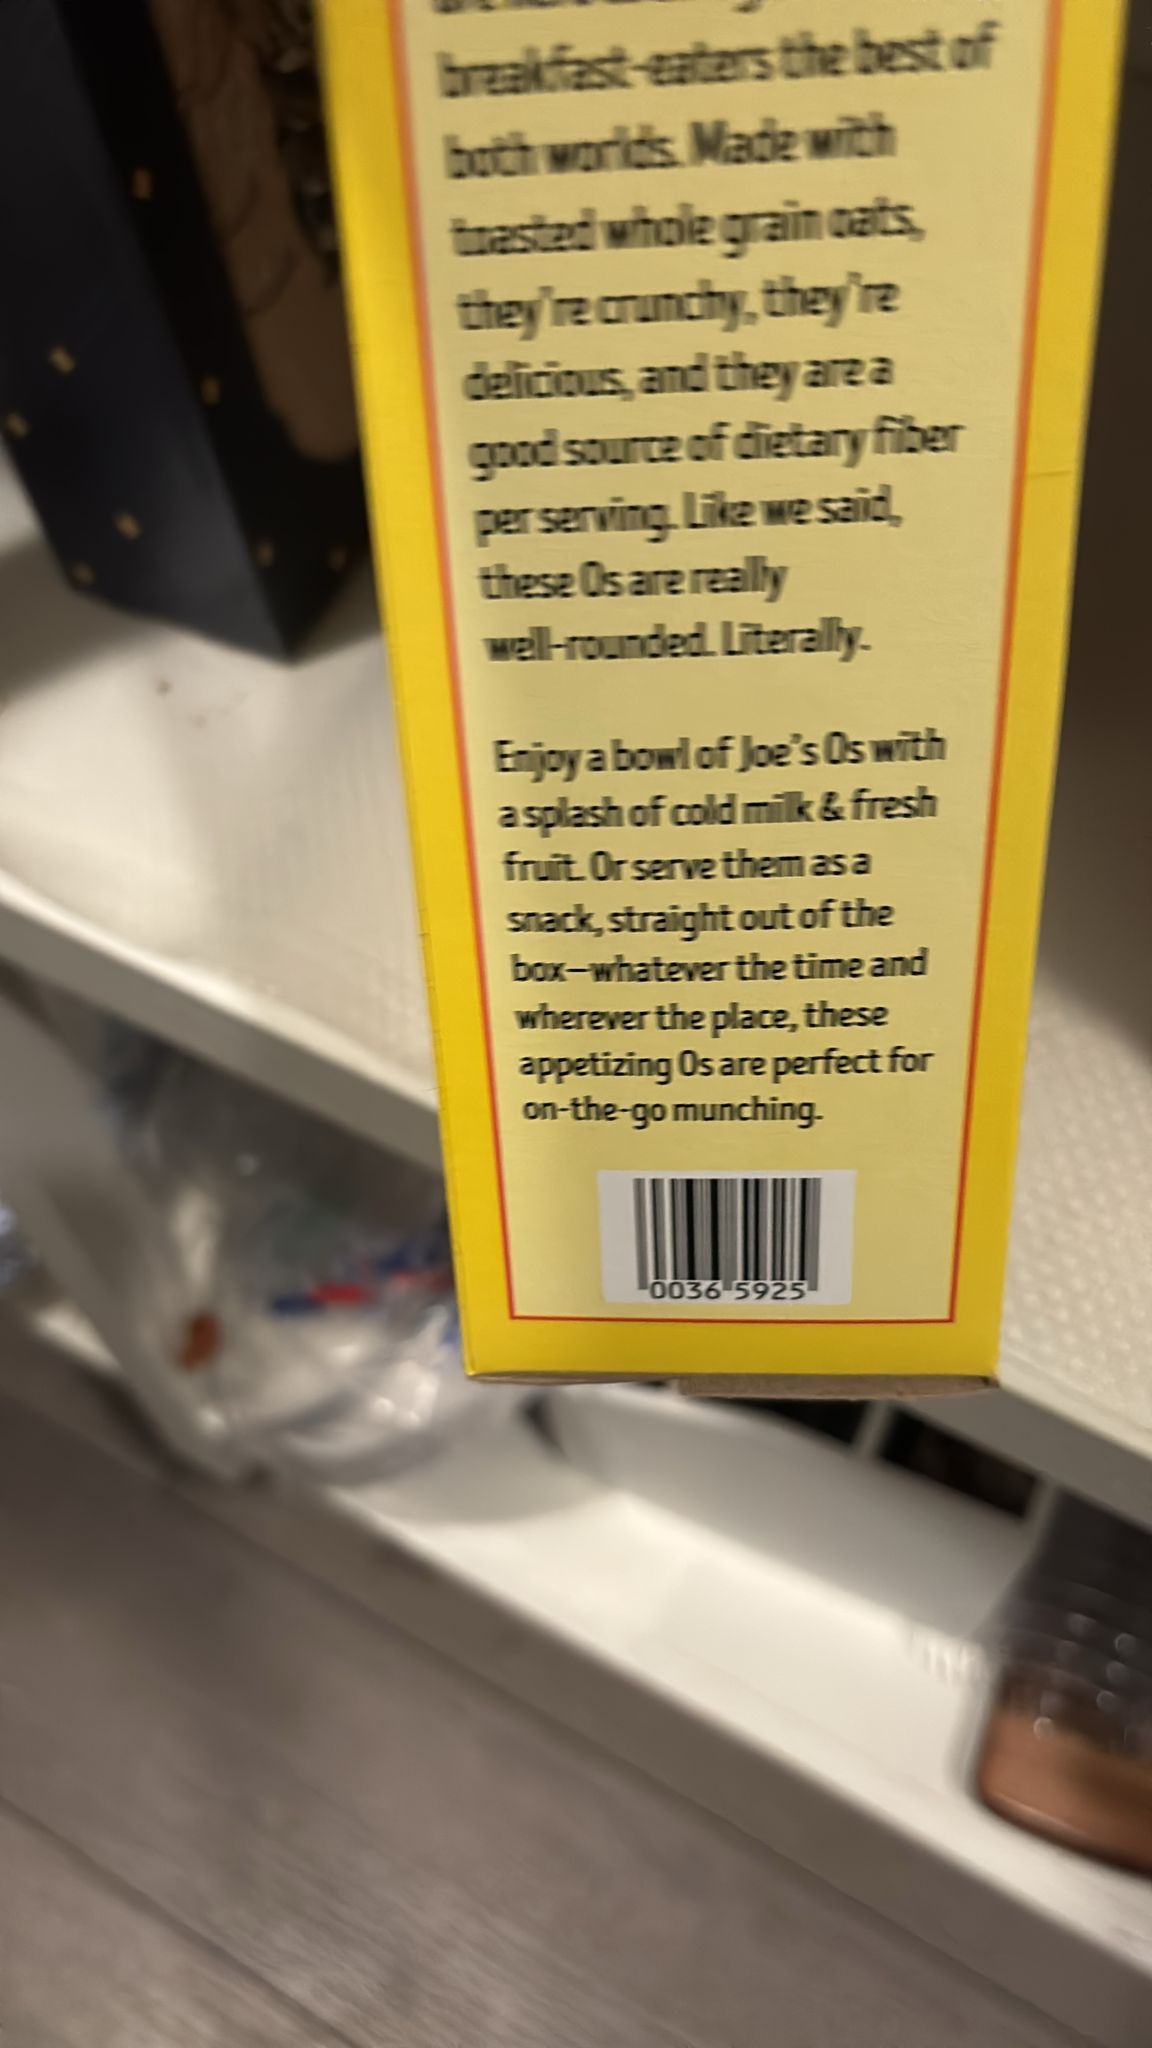 breakfast-eaters the best of
both worlds. Made with
toasted whole grain oats,
they're crunchy, they're
delicious, and they are a
good source of dietary fiber
per serving. Like we said,
these Os are really
well-rounded. Literally.
Enjoy a bowl of Joe's Os with
a splash of cold milk & fresh
fruit. Or serve them as a
snack, straight out of the
box—whatever the time and
wherever the place, these
appetizing Os are perfect for
on-the-go munching.
0036 5925